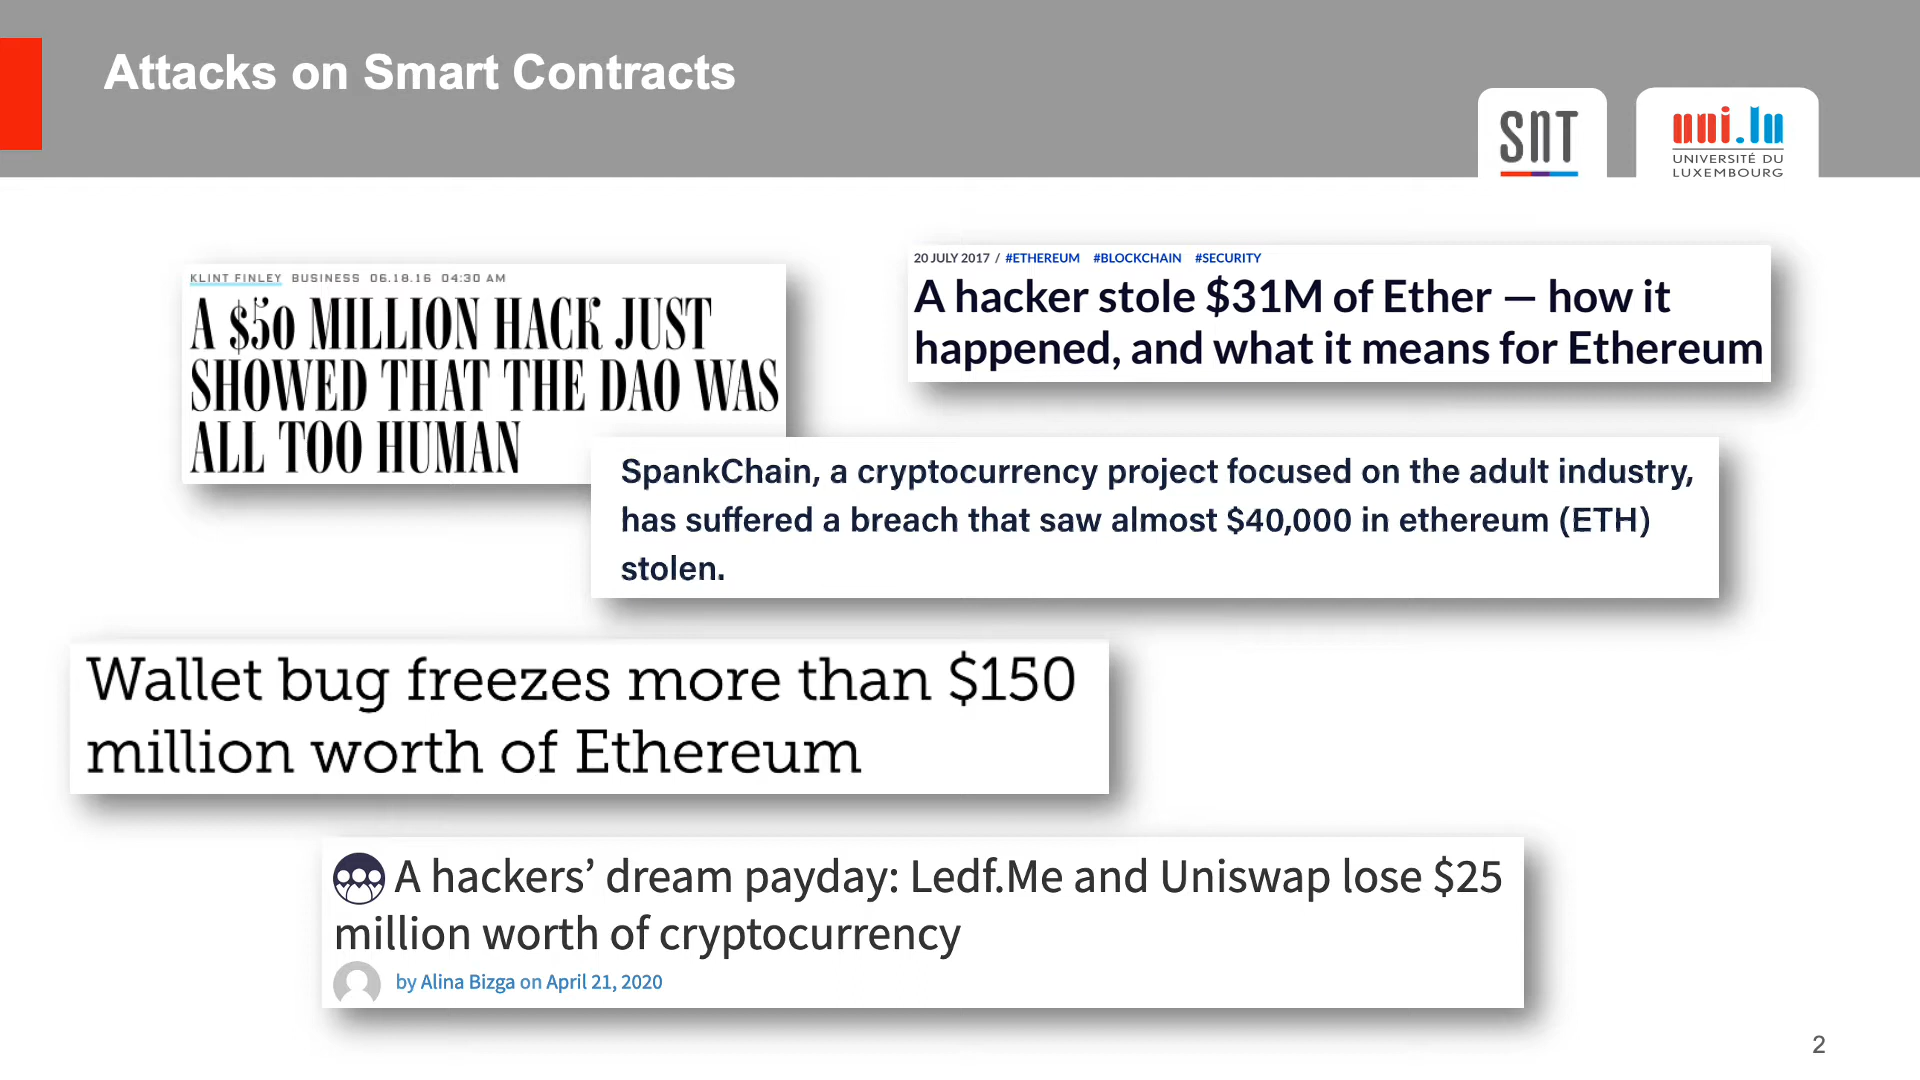 Attacks on Smart Contracts
SnT
uni.lu
UNIVERSITÉ DU
LUXEMBOURG
KLINT FINLEY BUSINESS 06.18.16 04:30 AM
A $50 MILLION HACK JUST
SHOWED THAT THE DAO WAS
ALL TOO HUMAN
20 JULY 2017 / #ETHEREUM #BLOCKCHAIN #SECURITY
A hacker stole $31M of Ether — how it
happened, and what it means for Ethereum
SpankChain, a cryptocurrency project focused on the adult industry,
has suffered a breach that saw almost $40,000 in ethereum (ETH)
stolen.
Wallet bug freezes more than $150
million worth of Ethereum
A hackers’ dream payday: Ledf.Me and Uniswap lose $25
million worth of cryptocurrency
by Alina Bizga on April 21, 2020
2